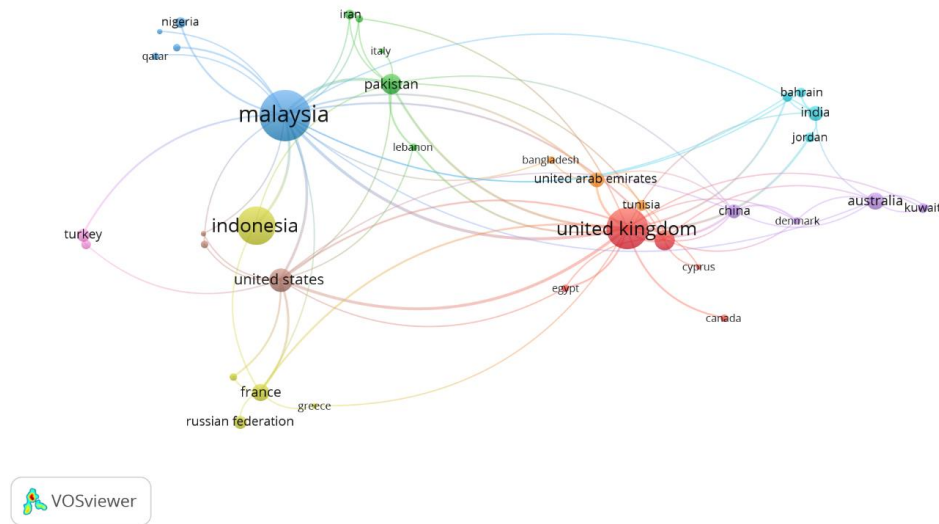 nigeria
iran
italy
qatar
pakistan
bahrain
malaysia
india
jordan
lebanon
bangladesh
united arab emirates
tunisia
china
australia
kuwait
denmark
indonesia
united kingdom
turkey
cyprus
united states
egypt
canada
france
greece
russian federation
VOSviewer